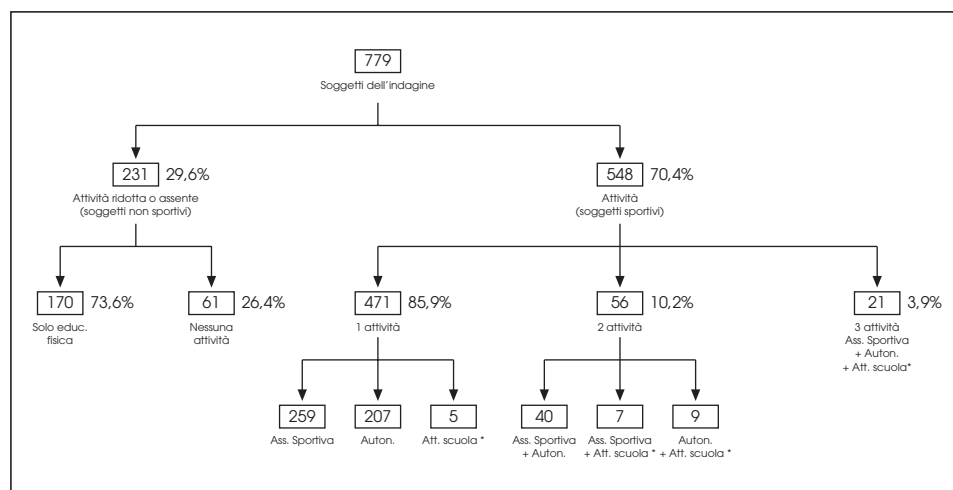 779
Soggetti dell'indagine
231 29,6%
Attività ridotta o assente
(soggetti non sportivi)
548 70,4%
Attività
(soggetti sportivi)
170 73,6%
Solo educ.
fisica
61 26,4%
Nessuna
attività
471 85,9%
1 attività
56 10,2%
2 attività
21 3,9%
3 attività
Ass. Sportiva
+ Auton.
+ Att. scuola*
259
Ass. Sportiva
207
Auton.
5
Att. scuola *
40
Ass. Sportiva
+ Auton.
7
Ass. Sportiva
+ Att. scuola *
9
Auton.
+ Att. scuola *